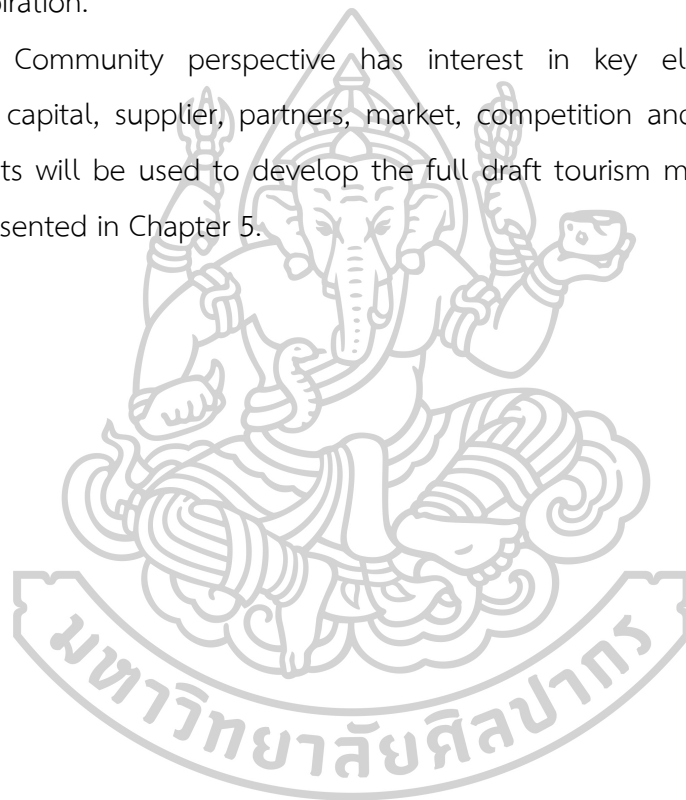 piration.
Community perspective has interest in key el
capital, supplier, partners, market, competition and
ts will be used to develop the full draft tourism m
sented in Chapter 5.
มหาวิทยาลัยศิลปากร